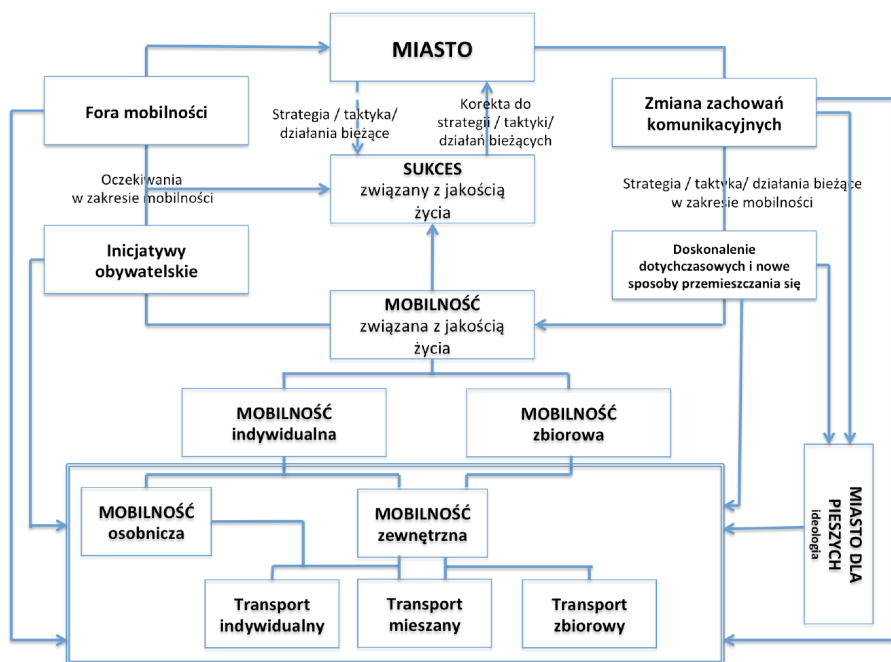 MIASTO
Fora mobilności
Zmiana zachowań
komunikacyjnych
Strategia / taktyka/
działania bieżące
Korekta do
strategii / taktyki/
działań bieżących
SUKCES
związany z jakością
życia
Oczekiwania
w zakresie mobilności
Strategia / taktyka/ działania bieżące
w zakresie mobilności
Inicjatywy
obywatelskie
Doskonalenie
dotychczasowych i nowe
sposoby przemieszczania się
MOBILNOŚĆ
związana z jakością
życia
MOBILNOŚĆ
indywidualna
MOBILNOŚĆ
zbiorowa
MOBILNOŚĆ
osobnicza
MOBILNOŚĆ
zewnętrzna
MIASTO DLA
PIESZYCH
ideologia
Transport
indywidualny
Transport
mieszany
Transport
zbiorowy